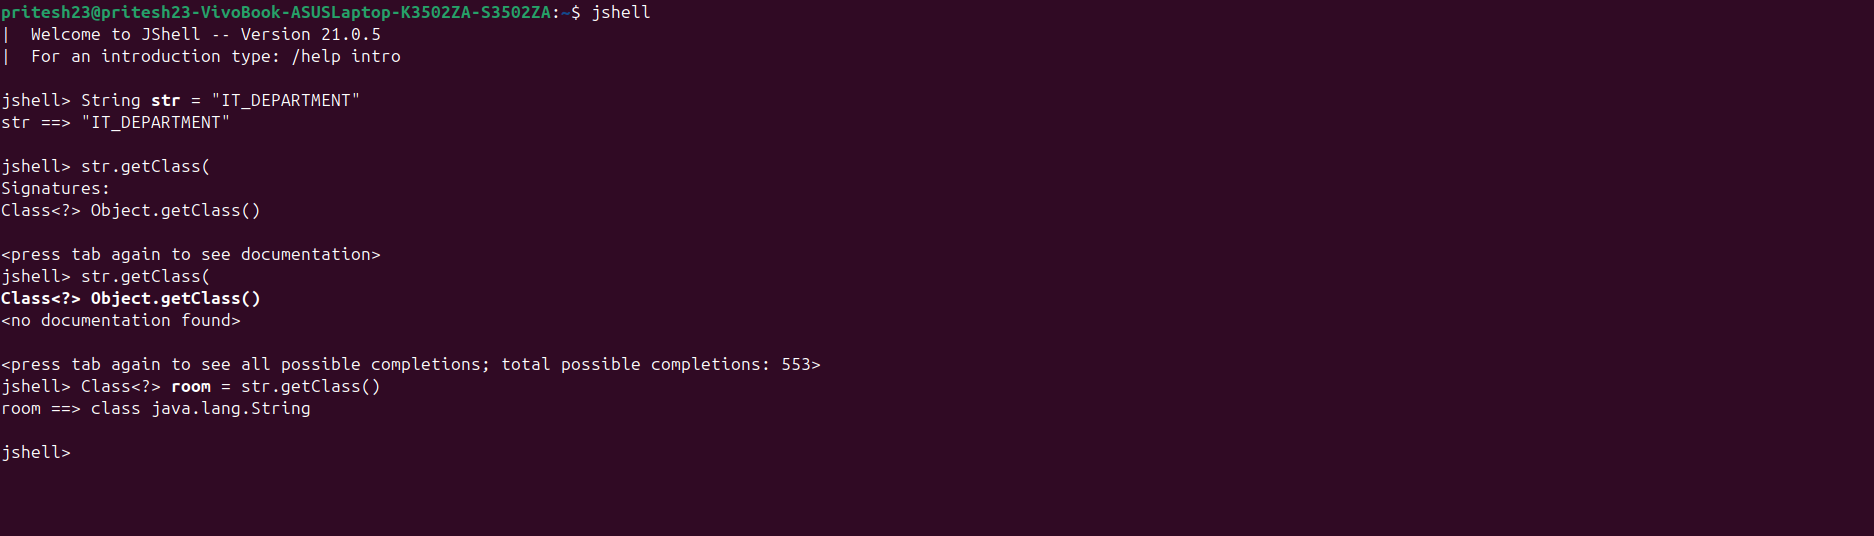 pritesh23@pritesh23-VivoBook-ASUSLaptop-K3502ZA-S3502ZA:~$ jshell
|  Welcome to JShell -- Version 21.0.5
|  For an introduction type: /help intro
jshell> String str = "IT_DEPARTMENT"
str ==> "IT_DEPARTMENT"
jshell> str.getClass(
Signatures:
Class<?> Object.getClass()
<press tab again to see documentation>
jshell> str.getClass(
Class<?> Object.getClass()
<no documentation found>
<press tab again to see all possible completions; total possible completions: 553>
jshell> Class<?> room = str.getClass()
room ==> class java.lang.String
jshell>